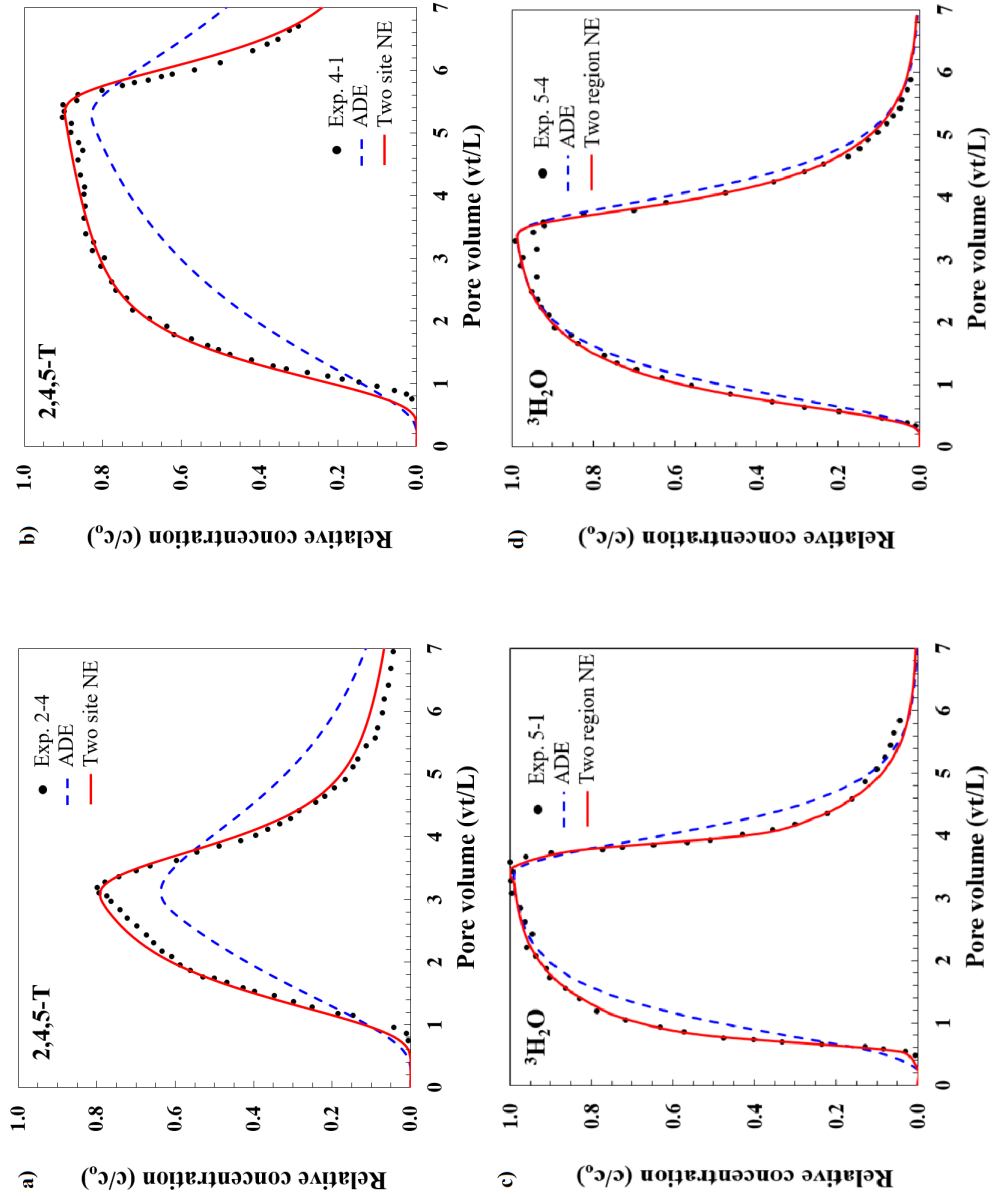 a)
2,4,5-T
Exp. 2-4
ADE
Two site NE
Relative concentration (c/cₒ)
1.0
0.8
0.6
0.4
0.2
0.0
0 1 2 3 4 5 6 7
Pore volume (vt/L)
b)
2,4,5-T
Exp. 4-1
ADE
Two site NE
Relative concentration (c/cₒ)
1.0
0.8
0.6
0.4
0.2
0.0
0 1 2 3 4 5 6 7
Pore volume (vt/L)
c)
³H₂O
Exp. 5-1
ADE
Two region NE
Relative concentration (c/cₒ)
1.0
0.8
0.6
0.4
0.2
0.0
0 1 2 3 4 5 6 7
Pore volume (vt/L)
d)
³H₂O
Exp. 5-4
ADE
Two region NE
Relative concentration (c/cₒ)
1.0
0.8
0.6
0.4
0.2
0.0
0 1 2 3 4 5 6 7
Pore volume (vt/L)